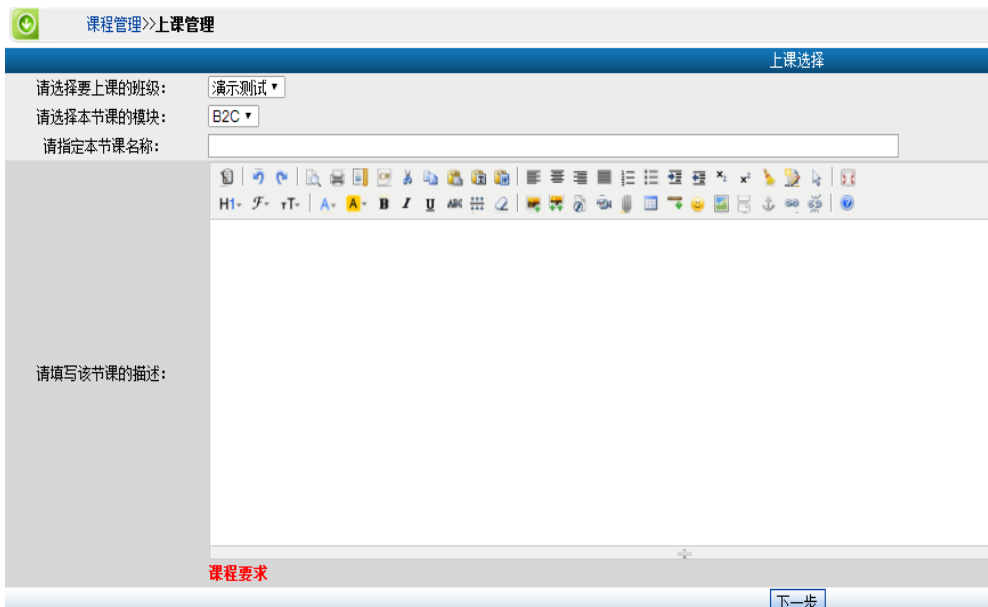 课程管理>>上课管理
上课选择
请选择要上课的班级： 演示测试
请选择本节课的模块： B2C
请指定本节课名称：
H1 F тT A A B I U ABC
请填写该节课的描述：
课程要求
下一步